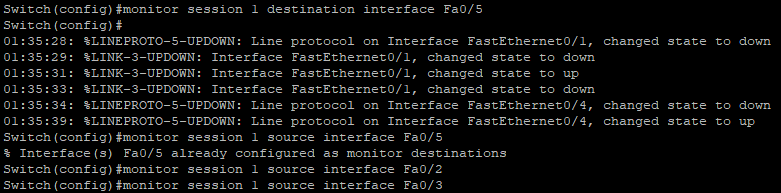 Switch(config)#monitor session 1 destination interface Fa0/5
Switch(config)#
01:35:28: %LINEPROTO-5-UPDOWN: Line protocol on Interface FastEthernet0/1, changed state to down
01:35:29: %LINK-3-UPDOWN: Interface FastEthernet0/1, changed state to down
01:35:31: %LINK-3-UPDOWN: Interface FastEthernet0/1, changed state to up
01:35:33: %LINK-3-UPDOWN: Interface FastEthernet0/1, changed state to down
01:35:34: %LINEPROTO-5-UPDOWN: Line protocol on Interface FastEthernet0/4, changed state to down
01:35:39: %LINEPROTO-5-UPDOWN: Line protocol on Interface FastEthernet0/4, changed state to up
Switch(config)#monitor session 1 source interface Fa0/5
% Interface(s) Fa0/5 already configured as monitor destinations
Switch(config)#monitor session 1 source interface Fa0/2
Switch(config)#monitor session 1 source interface Fa0/3